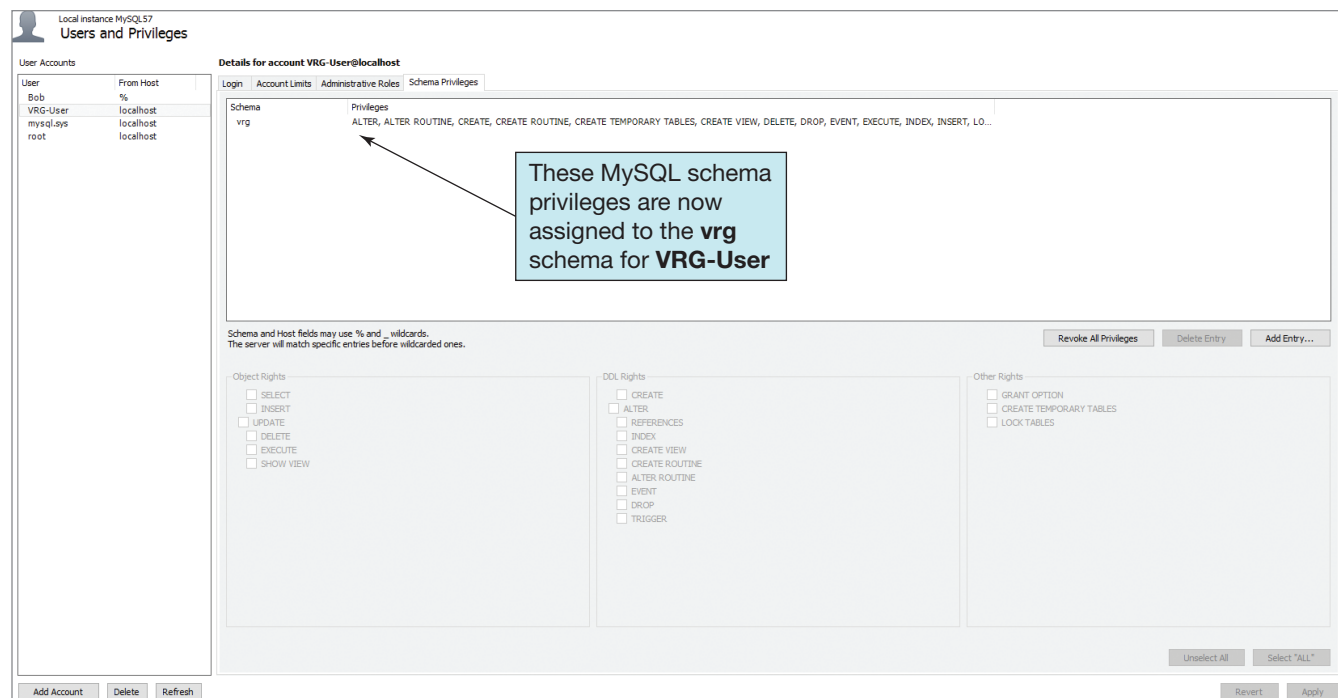 Local instance MySQL57
Users and Privileges
User Accounts
User From Host
Bob %
VRG-User localhost
mysql.sys localhost
root localhost
Details for account VRG-User@localhost
Login Account Limits Administrative Roles Schema Privileges
Schema Privileges
vrg ALTER, ALTER ROUTINE, CREATE, CREATE ROUTINE, CREATE TEMPORARY TABLES, CREATE VIEW, DELETE, DROP, EVENT, EXECUTE, INDEX, INSERT, LO...
These MySQL schema
privileges are now
assigned to the vrg
schema for VRG-User
Schema and Host fields may use % and _ wildcards.
The server will match specific entries before wildcarded ones.
Revoke All Privileges Delete Entry Add Entry...
Object Rights
SELECT
INSERT
UPDATE
DELETE
EXECUTE
SHOW VIEW
DDL Rights
CREATE
ALTER
REFERENCES
INDEX
CREATE VIEW
CREATE ROUTINE
ALTER ROUTINE
EVENT
DROP
TRIGGER
Other Rights
GRANT OPTION
CREATE TEMPORARY TABLES
LOCK TABLES
Unselect All Select "ALL"
Add Account Delete Refresh Revert Apply